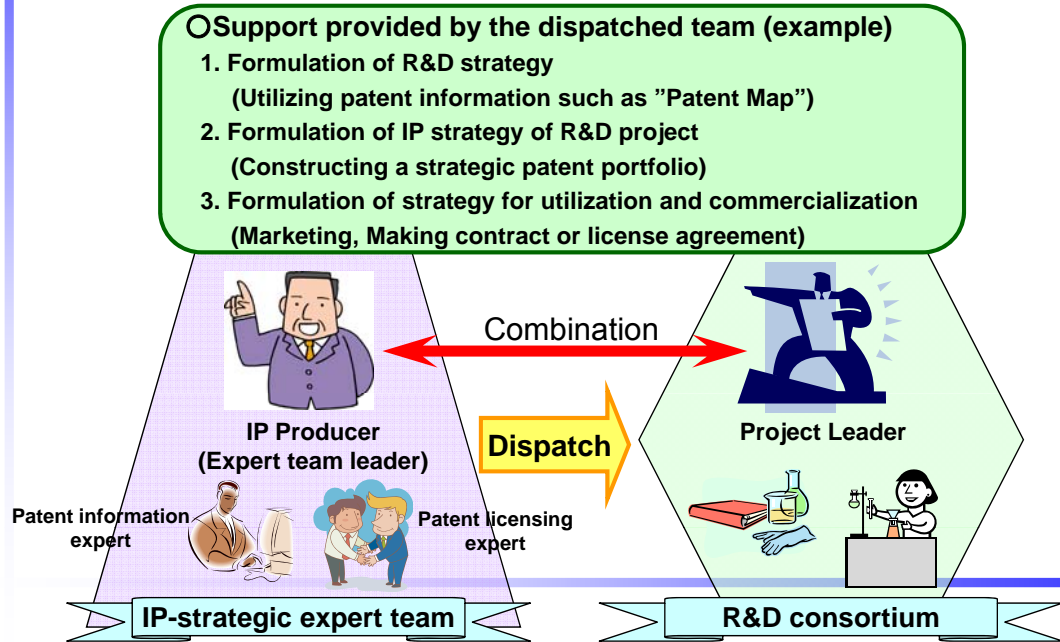 ○Support provided by the dispatched team (example)
1. Formulation of R&D strategy
(Utilizing patent information such as ”Patent Map”)
2. Formulation of IP strategy of R&D project
(Constructing a strategic patent portfolio)
3. Formulation of strategy for utilization and commercialization
(Marketing, Making contract or license agreement)
Combination
IP Producer
(Expert team leader)
Dispatch
Project Leader
Patent information
expert
Patent licensing
expert
IP-strategic expert team
R&D consortium